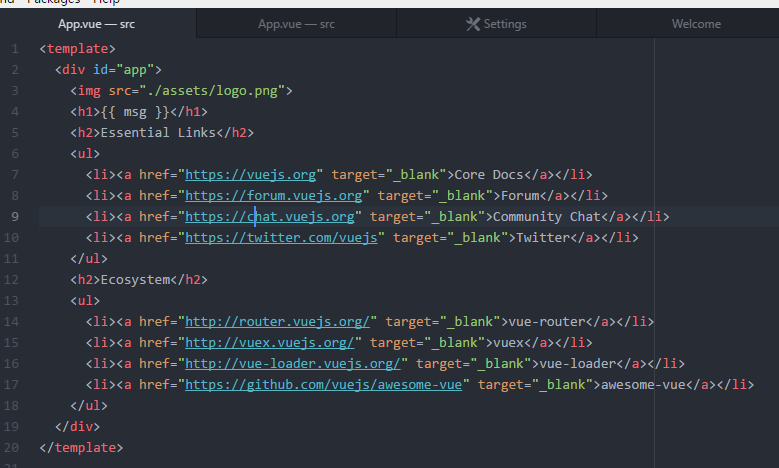 Packages Help
App.vue — src App.vue — src Settings Welcome
1 <template>
2 <div id="app">
3 <img src="./assets/logo.png">
4 <h1>{{ msg }}</h1>
5 <h2>Essential Links</h2>
6 <ul>
7 <li><a href="https://vuejs.org" target="_blank">Core Docs</a></li>
8 <li><a href="https://forum.vuejs.org" target="_blank">Forum</a></li>
9 <li><a href="https://chat.vuejs.org" target="_blank">Community Chat</a></li>
10 <li><a href="https://twitter.com/vuejs" target="_blank">Twitter</a></li>
11 </ul>
12 <h2>Ecosystem</h2>
13 <ul>
14 <li><a href="http://router.vuejs.org/" target="_blank">vue-router</a></li>
15 <li><a href="http://vuex.vuejs.org/" target="_blank">vuex</a></li>
16 <li><a href="http://vue-loader.vuejs.org/" target="_blank">vue-loader</a></li>
17 <li><a href="https://github.com/vuejs/awesome-vue" target="_blank">awesome-vue</a></li>
18 </ul>
19 </div>
20 </template>